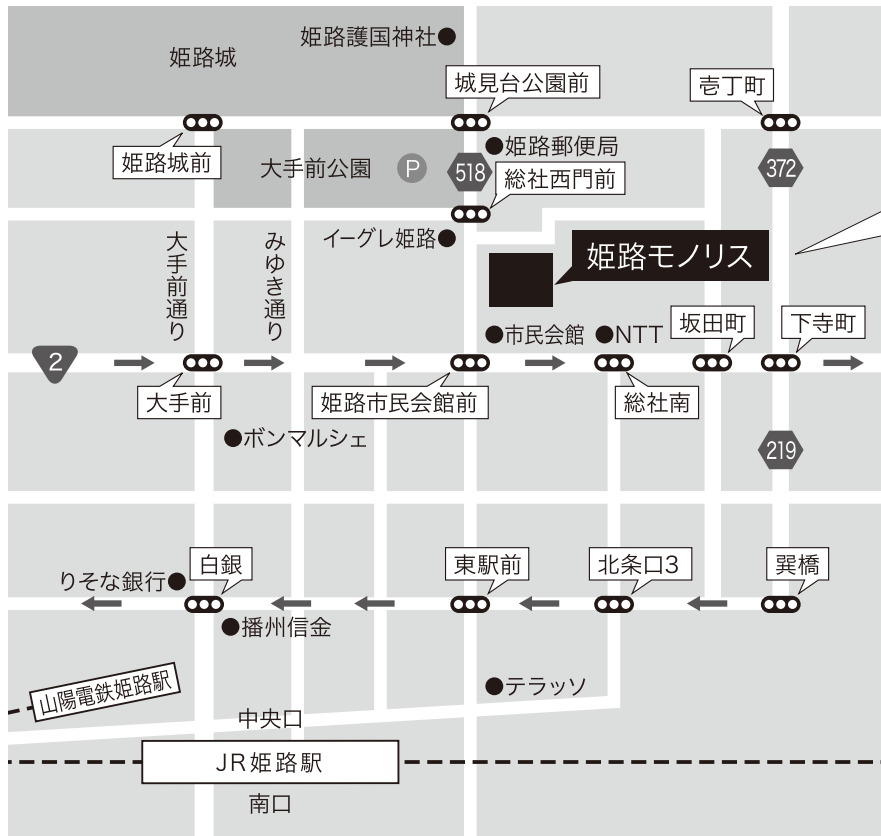 姫路護国神社
姫路城
城見台公園前
壱丁町
姫路郵便局
姫路城前
大手前公園
P
518
372
総社西門前
大手前通り
みゆき通り
イーグレ姫路
姫路モノリス
市民会館
NTT
坂田町
下寺町
2
大手前
姫路市民会館前
総社南
ボンマルシェ
219
りそな銀行
白銀
東駅前
北条口3
巽橋
播州信金
山陽電鉄姫路駅
テラッソ
中央口
JR姫路駅
南口